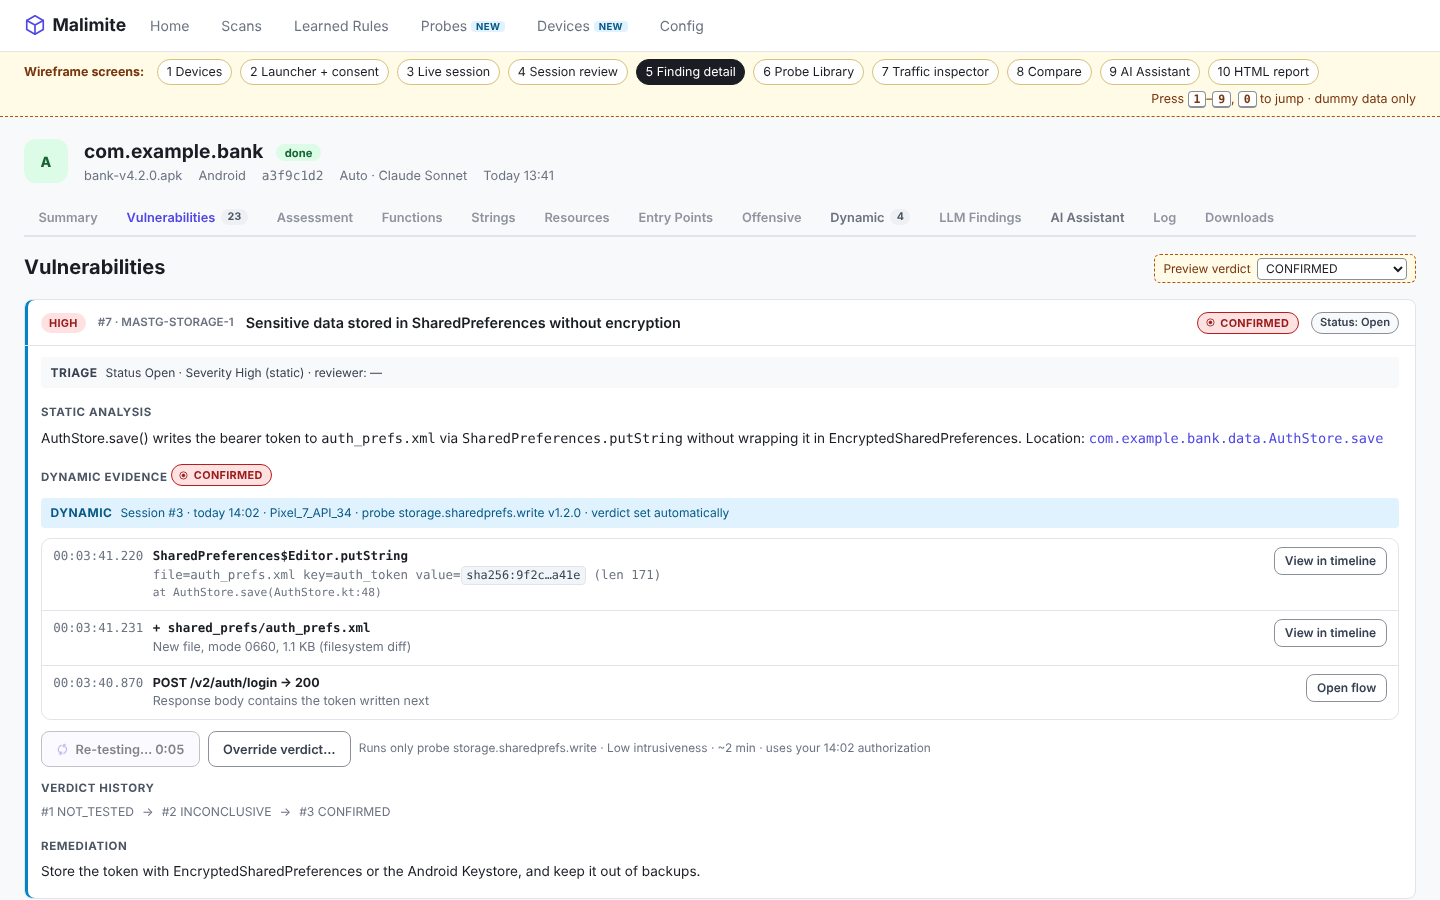 Malimite Home Scans Learned Rules Probes NEW Devices NEW Config
Wireframe screens: 1 Devices 2 Launcher + consent 3 Live session 4 Session review 5 Finding detail 6 Probe Library 7 Traffic inspector 8 Compare 9 AI Assistant 10 HTML report
Press 1–9, 0 to jump · dummy data only
A
com.example.bank done
bank-v4.2.0.apk Android a3f9c1d2 Auto · Claude Sonnet Today 13:41
Summary Vulnerabilities 23 Assessment Functions Strings Resources Entry Points Offensive Dynamic 4 LLM Findings AI Assistant Log Downloads
Vulnerabilities
Preview verdict CONFIRMED
HIGH #7 · MASTG-STORAGE-1 Sensitive data stored in SharedPreferences without encryption CONFIRMED Status: Open
TRIAGE Status Open · Severity High (static) · reviewer: —
STATIC ANALYSIS
AuthStore.save() writes the bearer token to auth_prefs.xml via SharedPreferences.putString without wrapping it in EncryptedSharedPreferences. Location: com.example.bank.data.AuthStore.save
DYNAMIC EVIDENCE CONFIRMED
DYNAMIC Session #3 · today 14:02 · Pixel_7_API_34 · probe storage.sharedprefs.write v1.2.0 · verdict set automatically
00:03:41.220 SharedPreferences$Editor.putString View in timeline
file=auth_prefs.xml key=auth_token value=sha256:9f2c…a41e (len 171)
at AuthStore.save(AuthStore.kt:48)
00:03:41.231 + shared_prefs/auth_prefs.xml View in timeline
New file, mode 0660, 1.1 KB (filesystem diff)
00:03:40.870 POST /v2/auth/login → 200 Open flow
Response body contains the token written next
Re-testing… 0:05 Override verdict… Runs only probe storage.sharedprefs.write · Low intrusiveness · ~2 min · uses your 14:02 authorization
VERDICT HISTORY
#1 NOT_TESTED → #2 INCONCLUSIVE → #3 CONFIRMED
REMEDIATION
Store the token with EncryptedSharedPreferences or the Android Keystore, and keep it out of backups.